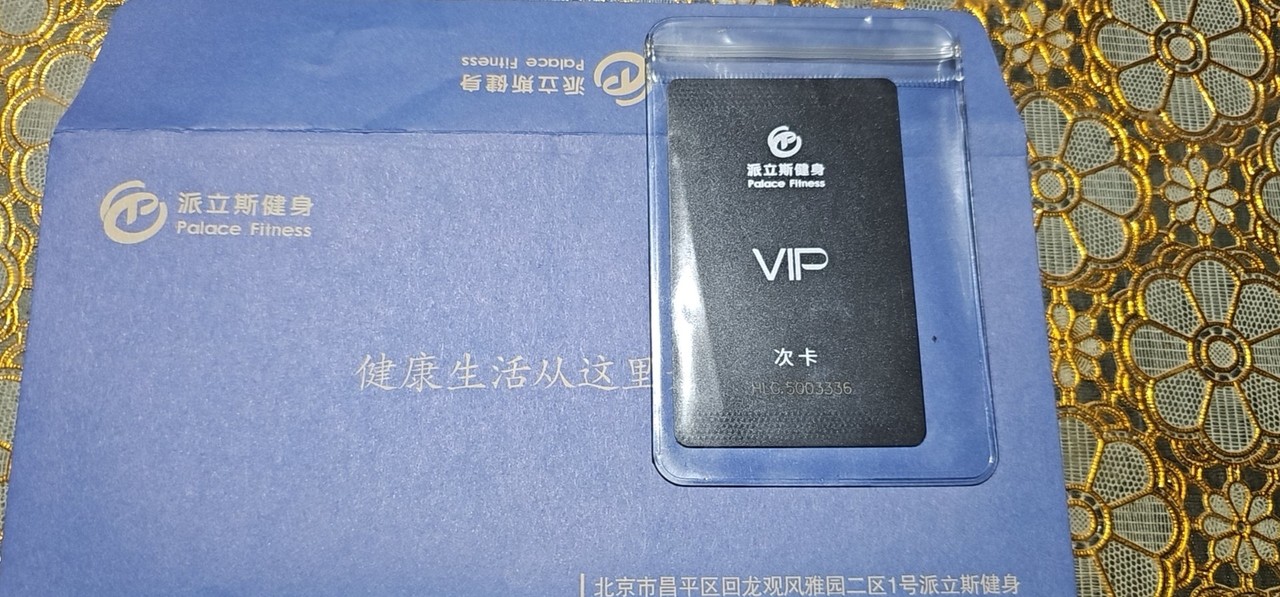 派立斯健身
Palace Fitness
派立斯健身
Palace Fitness
派立斯健身
Palace Fitness
VIP
次卡
HLG.5003336
健康生活从这里
北京市昌平区回龙观风雅园二区1号派立斯健身